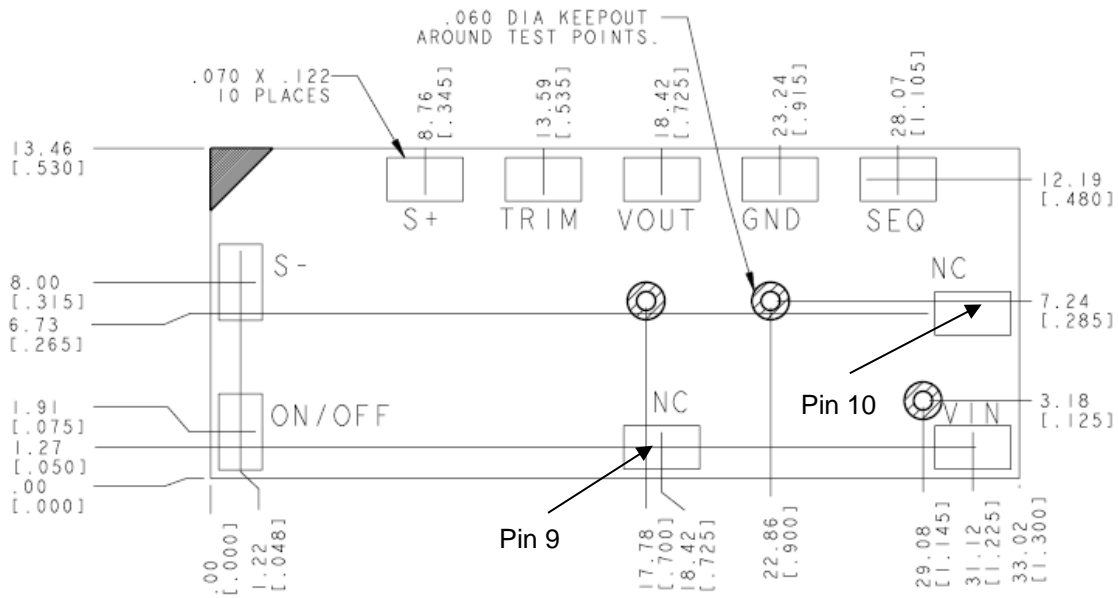 .060 DIA KEEPOUT
AROUND TEST POINTS.
.070 X .122
10 PLACES
8.76
[.345]
13.59
[.535]
18.42
[.725]
23.24
[.915]
28.07
[1.105]
13.46
[.530]
12.19
[.480]
S+
TRIM
VOUT
GND
SEQ
S-
NC
8.00
[.315]
6.73
[.265]
7.24
[.285]
Pin 10
1.91
[.075]
ON/OFF
NC
VIN
3.18
[.125]
1.27
[.050]
.00
[.000]
Pin 9
.00
[.000]
1.22
[.048]
17.78
[.700]
18.42
[.725]
22.86
[.900]
29.08
[1.145]
31.12
[1.225]
33.02
[1.300]